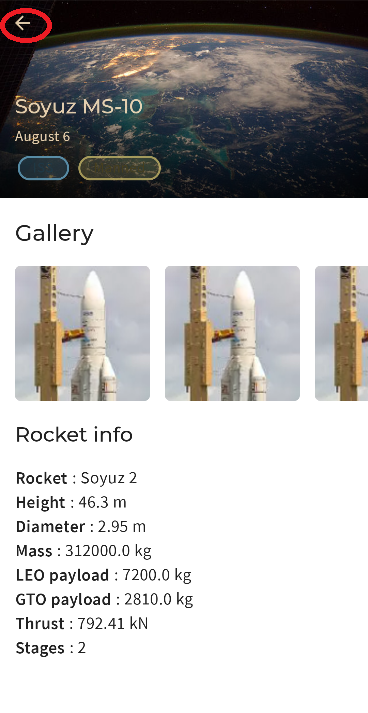 Soyuz MS-10
August 6
Gallery
Rocket info
Rocket : Soyuz 2
Height : 46.3 m
Diameter : 2.95 m
Mass : 312000.0 kg
LEO payload : 7200.0 kg
GTO payload : 2810.0 kg
Thrust : 792.41 kN
Stages : 2